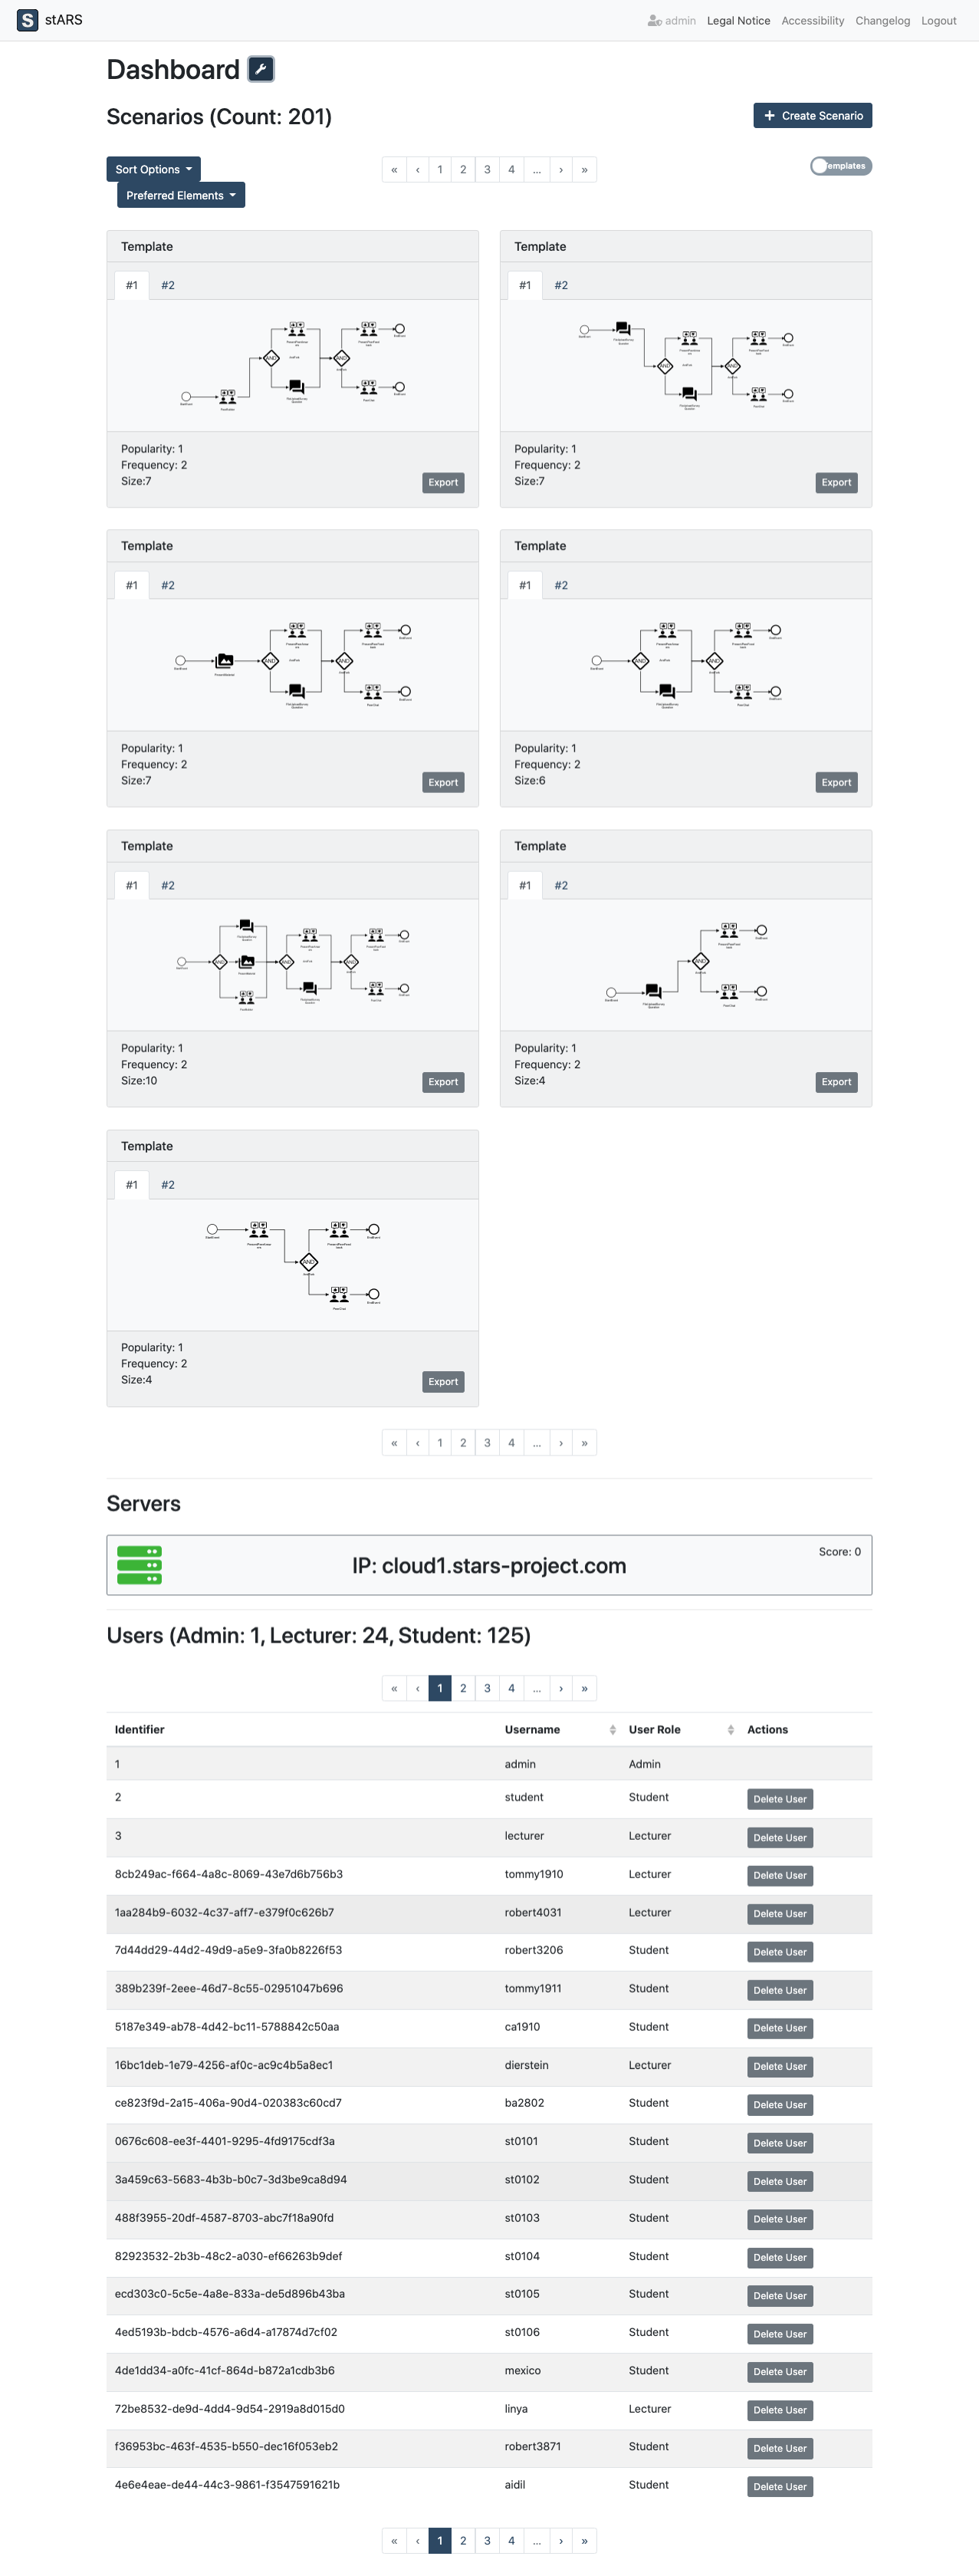 stARS
admin Legal Notice Accessibility Changelog Logout
Dashboard
Scenarios (Count: 201)
Create Scenario
Sort Options
Preferred Elements
« ‹ 1 2 3 4 … › »
Template
#1 #2
AND AND
Popularity: 1
Frequency: 2
Size:7
Export
Template
#1 #2
AND AND
Popularity: 1
Frequency: 2
Size:7
Export
Template
#1 #2
AND AND
Popularity: 1
Frequency: 2
Size:7
Export
Template
#1 #2
AND AND
Popularity: 1
Frequency: 2
Size:6
Export
Template
#1 #2
AND AND AND
Popularity: 1
Frequency: 2
Size:10
Export
Template
#1 #2
AND
Popularity: 1
Frequency: 2
Size:4
Export
Template
#1 #2
AND
Popularity: 1
Frequency: 2
Size:4
Export
« ‹ 1 2 3 4 … › »
Servers
IP: cloud1.stars-project.com
Score: 0
Users (Admin: 1, Lecturer: 24, Student: 125)
« ‹ 1 2 3 4 … › »
Identifier Username User Role Actions
1 admin Admin
2 student Student Delete User
3 lecturer Lecturer Delete User
8cb249ac-f664-4a8c-8069-43e7d6b756b3 tommy1910 Lecturer Delete User
1aa284b9-6032-4c37-aff7-e379f0c626b7 robert4031 Lecturer Delete User
7d44dd29-44d2-49d9-a5e9-3fa0b8226f53 robert3206 Student Delete User
389b239f-2eee-46d7-8c55-02951047b696 tommy1911 Student Delete User
5187e349-ab78-4d42-bc11-5788842c50aa ca1910 Student Delete User
16bc1deb-1e79-4256-af0c-ac9c4b5a8ec1 dierstein Lecturer Delete User
ce823f9d-2a15-406a-90d4-020383c60cd7 ba2802 Student Delete User
0676c608-ee3f-4401-9295-4fd9175cdf3a st0101 Student Delete User
3a459c63-5683-4b3b-b0c7-3d3be9ca8d94 st0102 Student Delete User
488f3955-20df-4587-8703-abc7f18a90fd st0103 Student Delete User
82923532-2b3b-48c2-a030-ef66263b9def st0104 Student Delete User
ecd303c0-5c5e-4a8e-833a-de5d896b43ba st0105 Student Delete User
4ed5193b-bdcb-4576-a6d4-a17874d7cf02 st0106 Student Delete User
4de1dd34-a0fc-41cf-864d-b872a1cdb3b6 mexico Student Delete User
72be8532-de9d-4dd4-9d54-2919a8d015d0 linya Lecturer Delete User
f36953bc-463f-4535-b550-dec16f053eb2 robert3871 Student Delete User
4e6e4eae-de44-44c3-9861-f3547591621b aidil Student Delete User
« ‹ 1 2 3 4 … › »